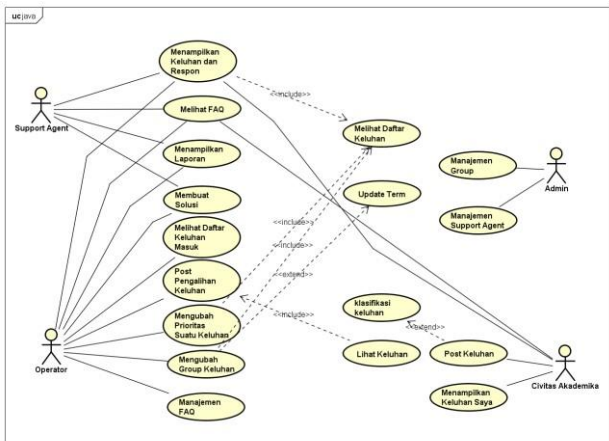 uc java
Menampilkan
Keluhan dan
Respon
<<include>>
Support Agent
Melihat FAQ
Melihat Daftar
Keluhan
Menampilkan
Laporan
Manajemen
Group
Admin
Membuat
Solusi
Update Term
Manajemen
Support Agent
<<include>>
Melihat Daftar
Keluhan
Masuk
<<include>>
Post
Pengalihan
Keluhan
<<extend>>
klasifikasi
keluhan
Mengubah
Prioritas
Suatu Keluhan
<<include>>
<<extend>>
Operator
Mengubah
Group Keluhan
Lihat Keluhan
Post Keluhan
Civitas Akademika
Manajemen
FAQ
Menampilkan
Keluhan Saya